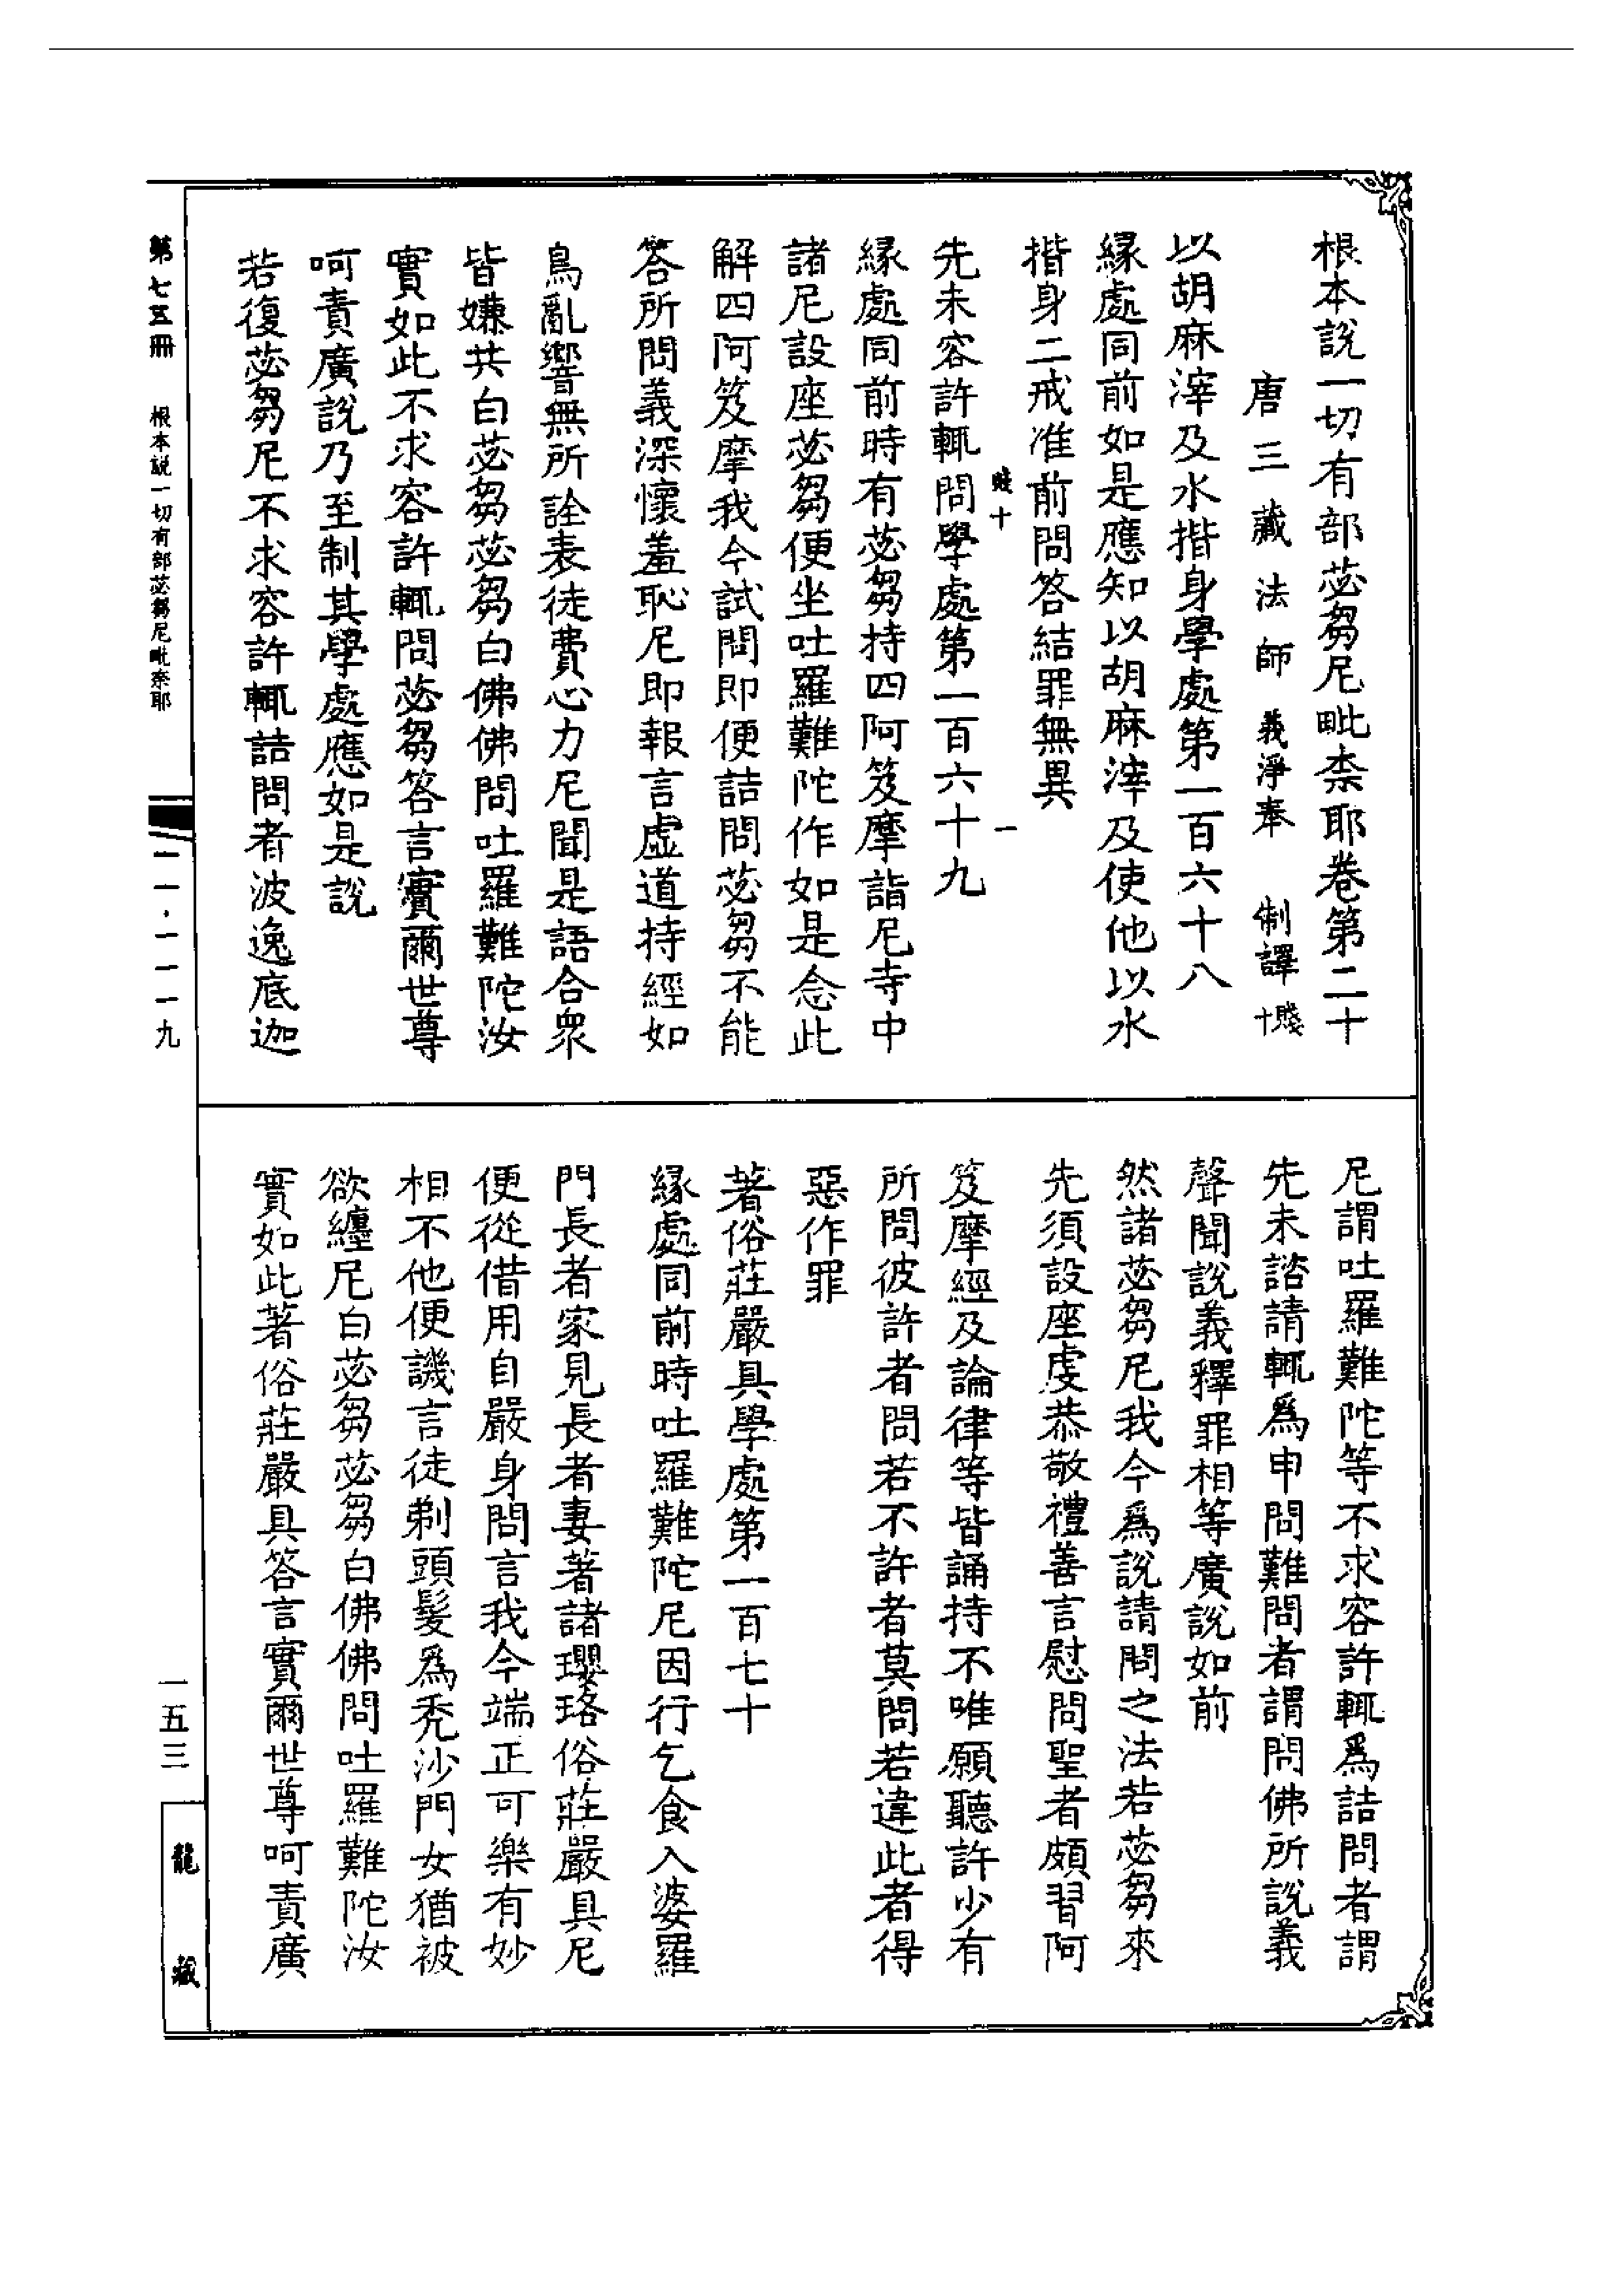 根本說一切有部苾芻尼毗柰耶卷第二十
唐三藏法師義淨奉　制譯　賤十
以胡麻滓及水揩身學處第一百六十八
緣處同前如是應知以胡麻滓及使他以水
揩身二戒准前問答結罪無異
賤十　一
先未容許輒問學處第一百六十九
緣處同前時有苾芻持四阿笈摩詣尼寺中
諸尼設座苾芻便坐吐羅難陀作如是念此
解四阿笈摩我今試問即便詰問苾芻不能
答所問義深懷羞恥尼即報言虛道持經如
鳥亂響無所詮表徒費心力尼聞是語合眾
皆嫌共白苾芻苾芻白佛佛問吐羅難陀汝
實如此不求容許輒問苾芻答言實爾世尊
呵責廣說乃至制其學處應如是說
若復苾芻尼不求容許輒詰問者波逸底迦
尼謂吐羅難陀等不求容許輒爲詰問者謂
先未諮請輒爲申問難問者謂問佛所說義
聲聞說義釋罪相等廣說如前
然諸苾芻尼我今爲說請問之法若苾芻來
先須設座虔恭敬禮善言慰問聖者頗習阿
笈摩經及論律等皆誦持不唯願聽許少有
所問彼許者問若不許者莫問若違此者得
惡作罪
著俗莊嚴具學處第一百七十
緣處同前時吐羅難陀尼因行乞食入婆羅
門長者家見長者妻著諸瓔珞俗莊嚴具尼
便從借用自嚴身問言我今端正可樂有妙
相不他便譏言徒剃頭髮爲禿沙門女猶被
欲纏尼白苾芻苾芻白佛佛問吐羅難陀汝
實如此著俗莊嚴具答言實爾世尊呵責廣
第七五冊　根本說一切有部苾芻尼毗柰耶
一一·一一一九
一五三
龍藏